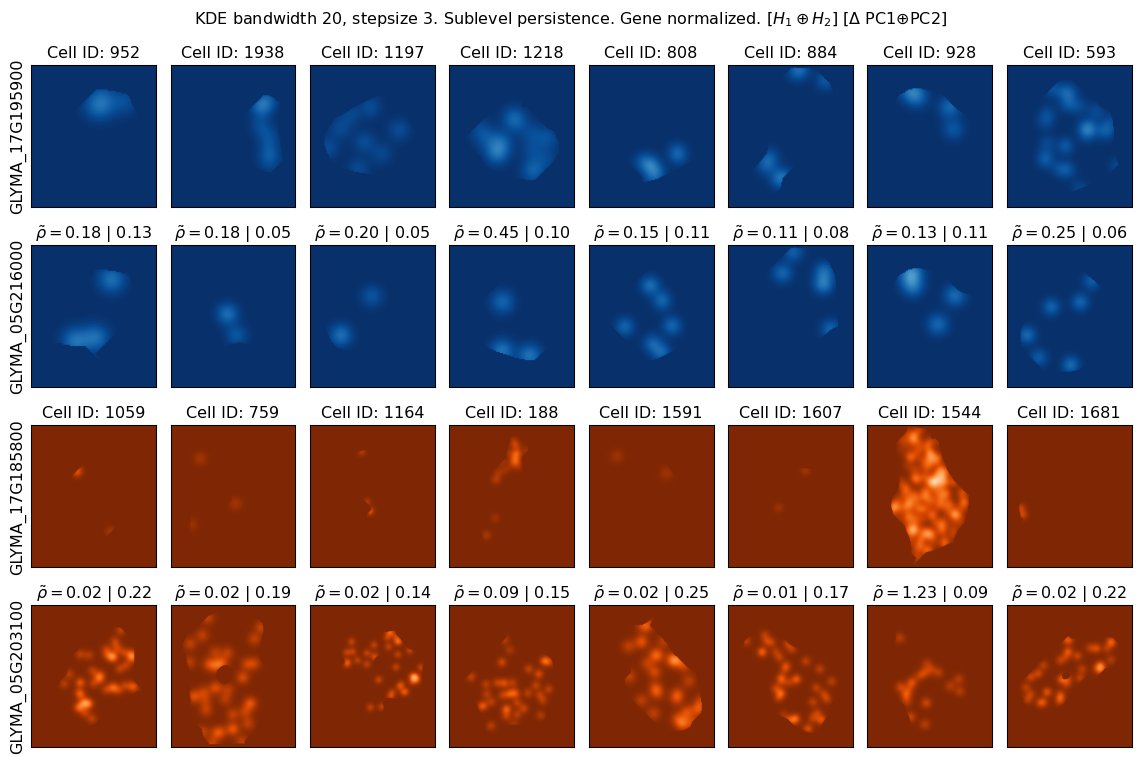 KDE bandwidth 20, stepsize 3. Sublevel persistence. Gene normalized. [$H_1 \oplus H_2$] [Δ PC1⊕PC2]
Cell ID: 952 Cell ID: 1938 Cell ID: 1197 Cell ID: 1218 Cell ID: 808 Cell ID: 884 Cell ID: 928 Cell ID: 593
GLYMA_17G195900
ρ̃ = 0.18 | 0.13 ρ̃ = 0.18 | 0.05 ρ̃ = 0.20 | 0.05 ρ̃ = 0.45 | 0.10 ρ̃ = 0.15 | 0.11 ρ̃ = 0.11 | 0.08 ρ̃ = 0.13 | 0.11 ρ̃ = 0.25 | 0.06
GLYMA_05G216000
Cell ID: 1059 Cell ID: 759 Cell ID: 1164 Cell ID: 188 Cell ID: 1591 Cell ID: 1607 Cell ID: 1544 Cell ID: 1681
GLYMA_17G185800
ρ̃ = 0.02 | 0.22 ρ̃ = 0.02 | 0.19 ρ̃ = 0.02 | 0.14 ρ̃ = 0.09 | 0.15 ρ̃ = 0.02 | 0.25 ρ̃ = 0.01 | 0.17 ρ̃ = 1.23 | 0.09 ρ̃ = 0.02 | 0.22
GLYMA_05G203100